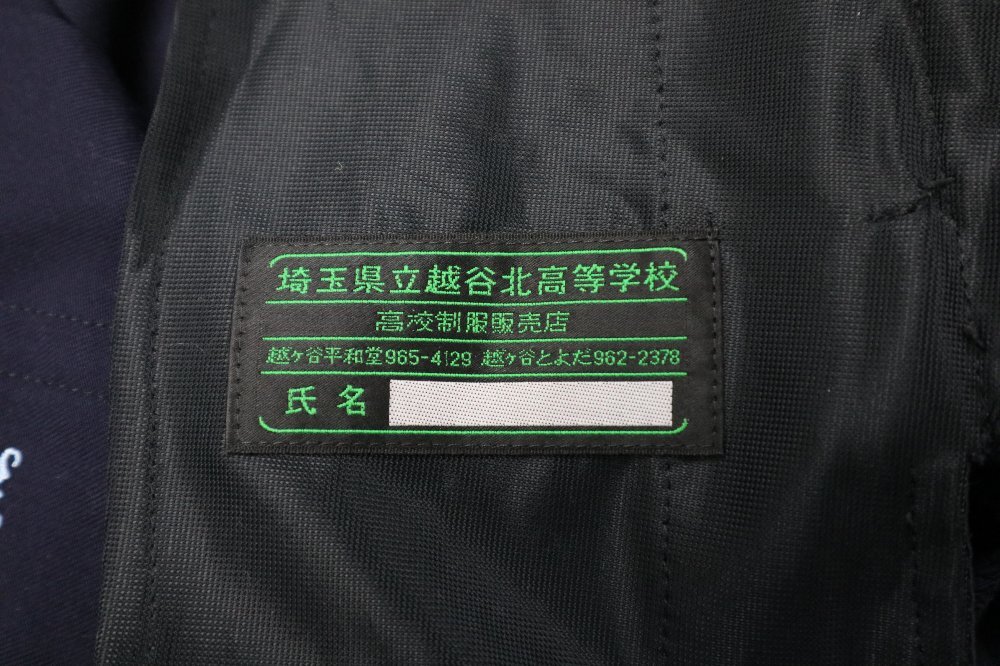 埼玉県立越谷北高等学校
高校制服販売店
越ヶ谷平和堂965-4129 越ヶ谷とよだ962-2378
氏名